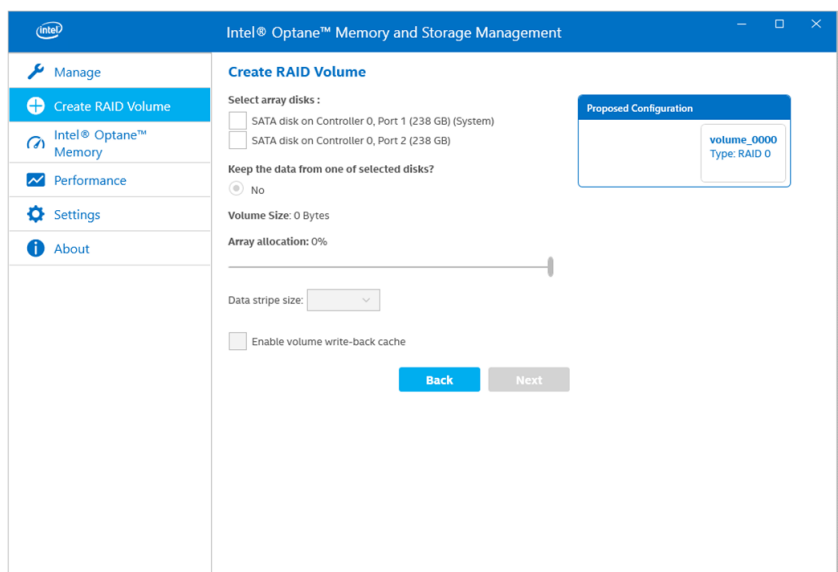 intel
Intel® Optane™ Memory and Storage Management
Manage
Create RAID Volume
Intel® Optane™
Memory
Performance
Settings
About
Create RAID Volume
Select array disks :
SATA disk on Controller 0, Port 1 (238 GB) (System)
SATA disk on Controller 0, Port 2 (238 GB)
Keep the data from one of selected disks?
No
Volume Size: 0 Bytes
Array allocation: 0%
Data stripe size:
Enable volume write-back cache
Back
Next
Proposed Configuration
volume_0000
Type: RAID 0